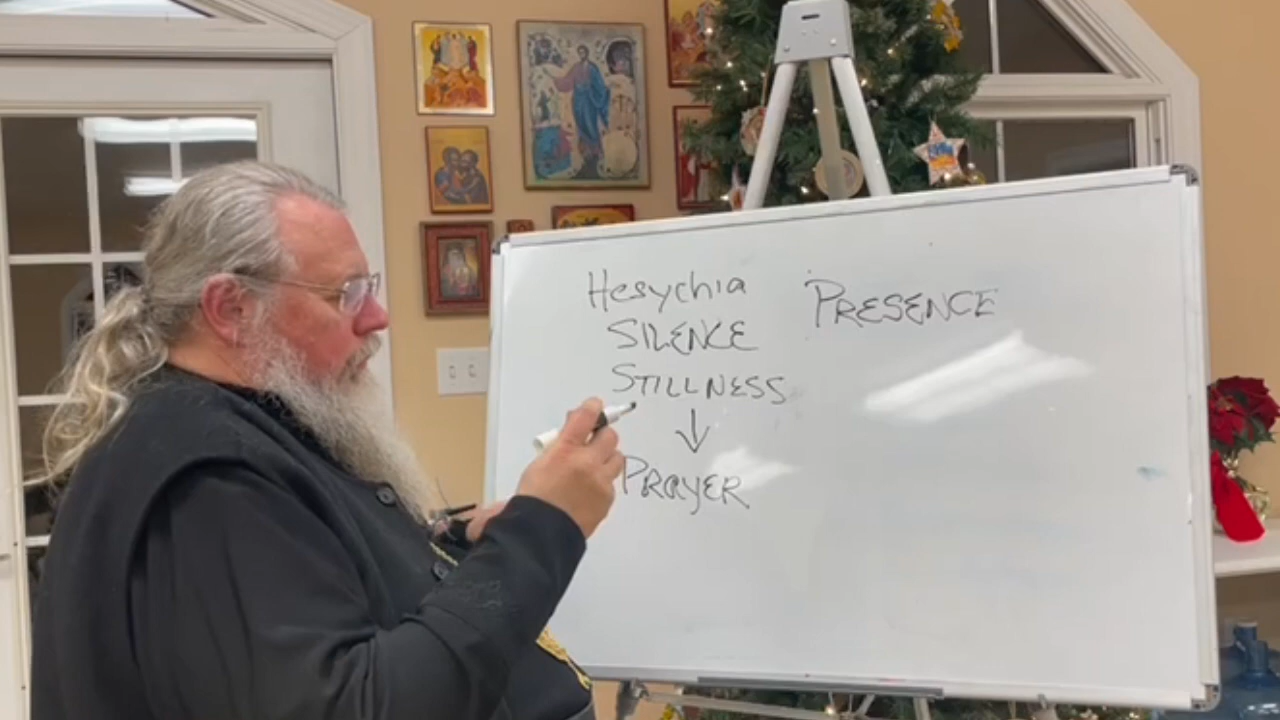 Hesychia
SILENCE
STILLNESS
↓
PRAYER
PRESENCE